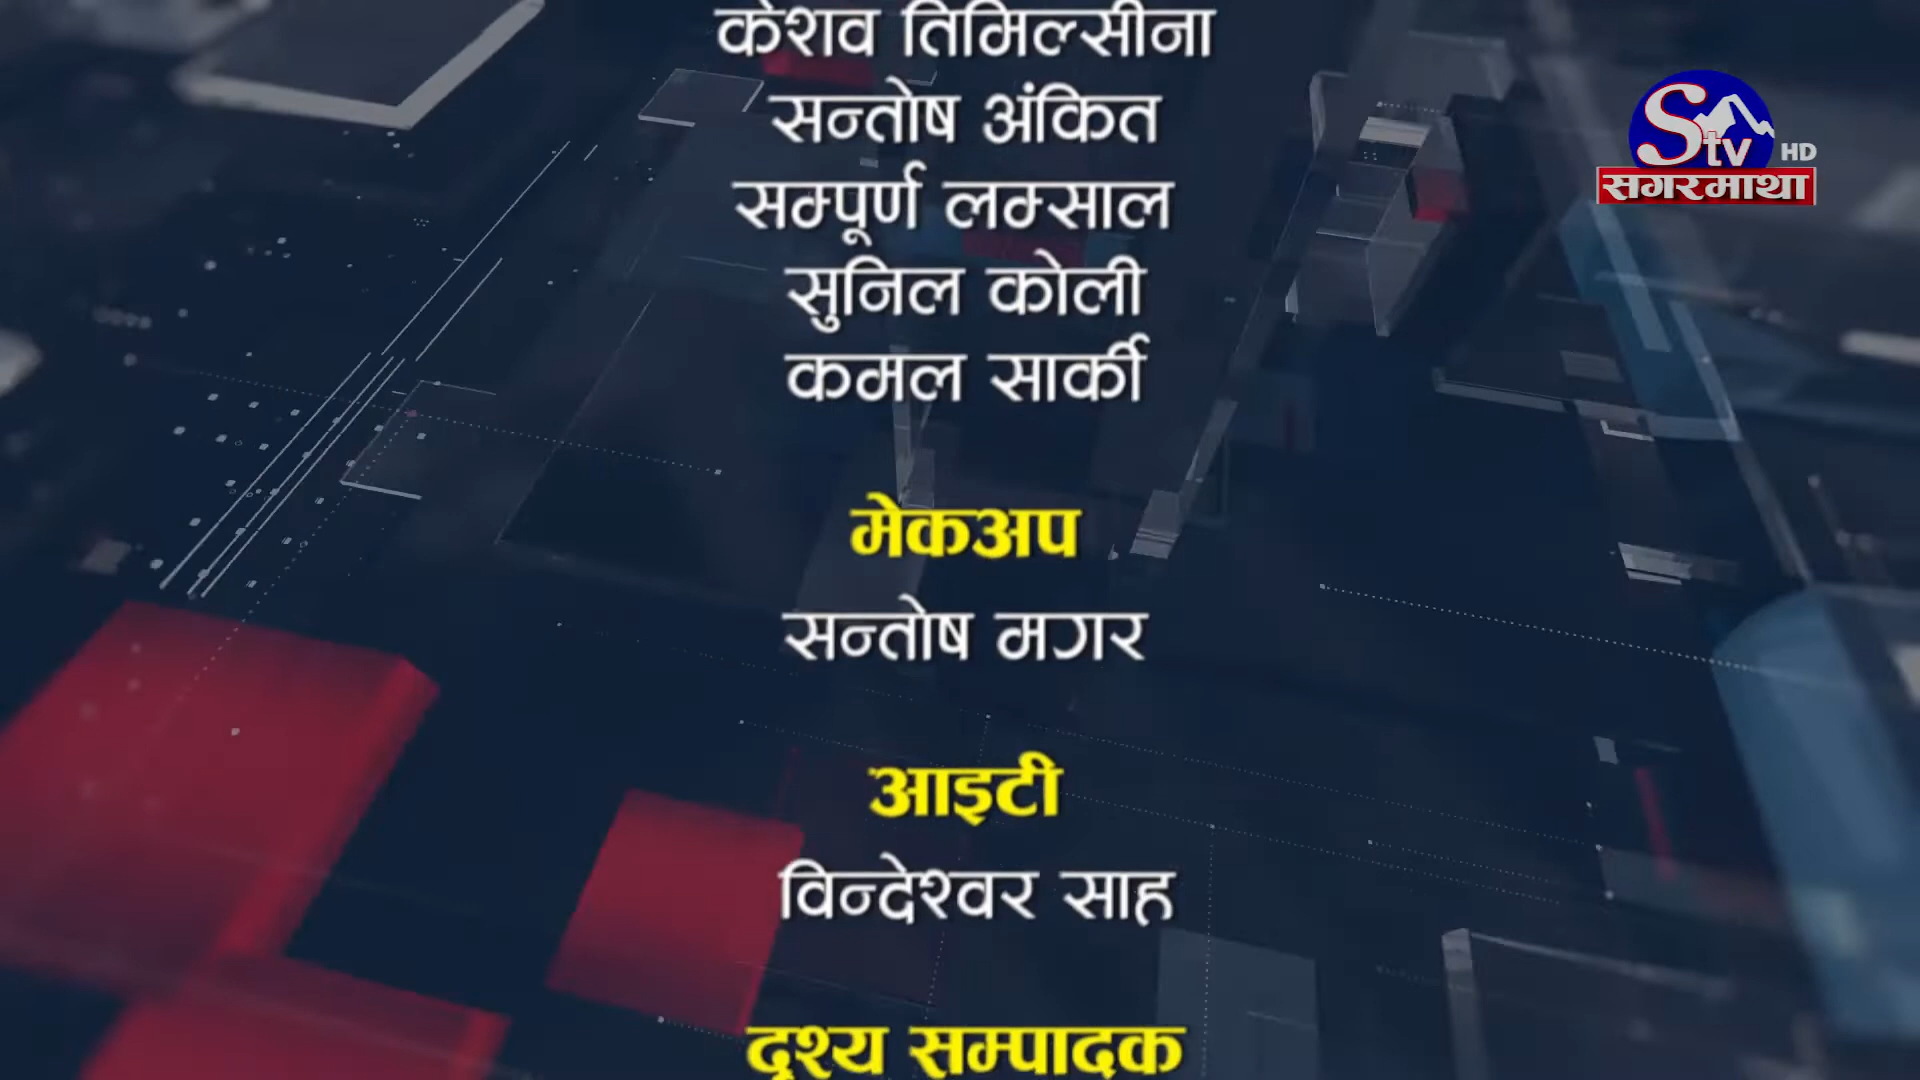 केशव तिमिल्सीना
सन्तोष अंकित
सम्पूर्ण लम्साल
सुनिल कोली
कमल सार्की
मेकअप
सन्तोष मगर
आइटी
विन्देश्वर साह
दृश्य सम्पादक
Stv HD
सगरमाथा